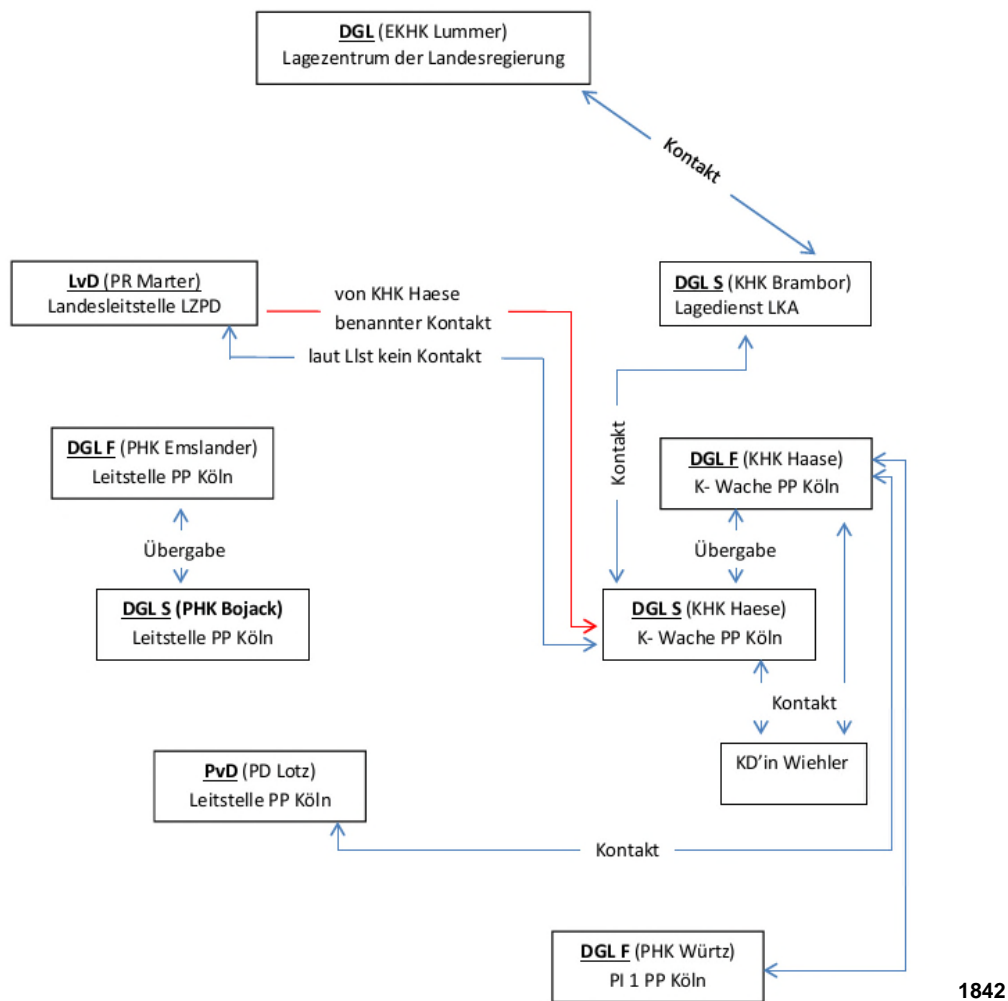 DGL (EKHK Lummer)
Lagezentrum der Landesregierung
Kontakt
LvD (PR Marter)
Landesleitstelle LZPD
von KHK Haese
benannter Kontakt
laut Llst kein Kontakt
DGL S (KHK Brambor)
Lagedienst LKA
Kontakt
DGL F (PHK Emslander)
Leitstelle PP Köln
DGL F (KHK Haase)
K- Wache PP Köln
Übergabe
Übergabe
DGL S (PHK Bojack)
Leitstelle PP Köln
DGL S (KHK Haese)
K- Wache PP Köln
Kontakt
KD'in Wiehler
PvD (PD Lotz)
Leitstelle PP Köln
Kontakt
DGL F (PHK Würtz)
PI 1 PP Köln
1842